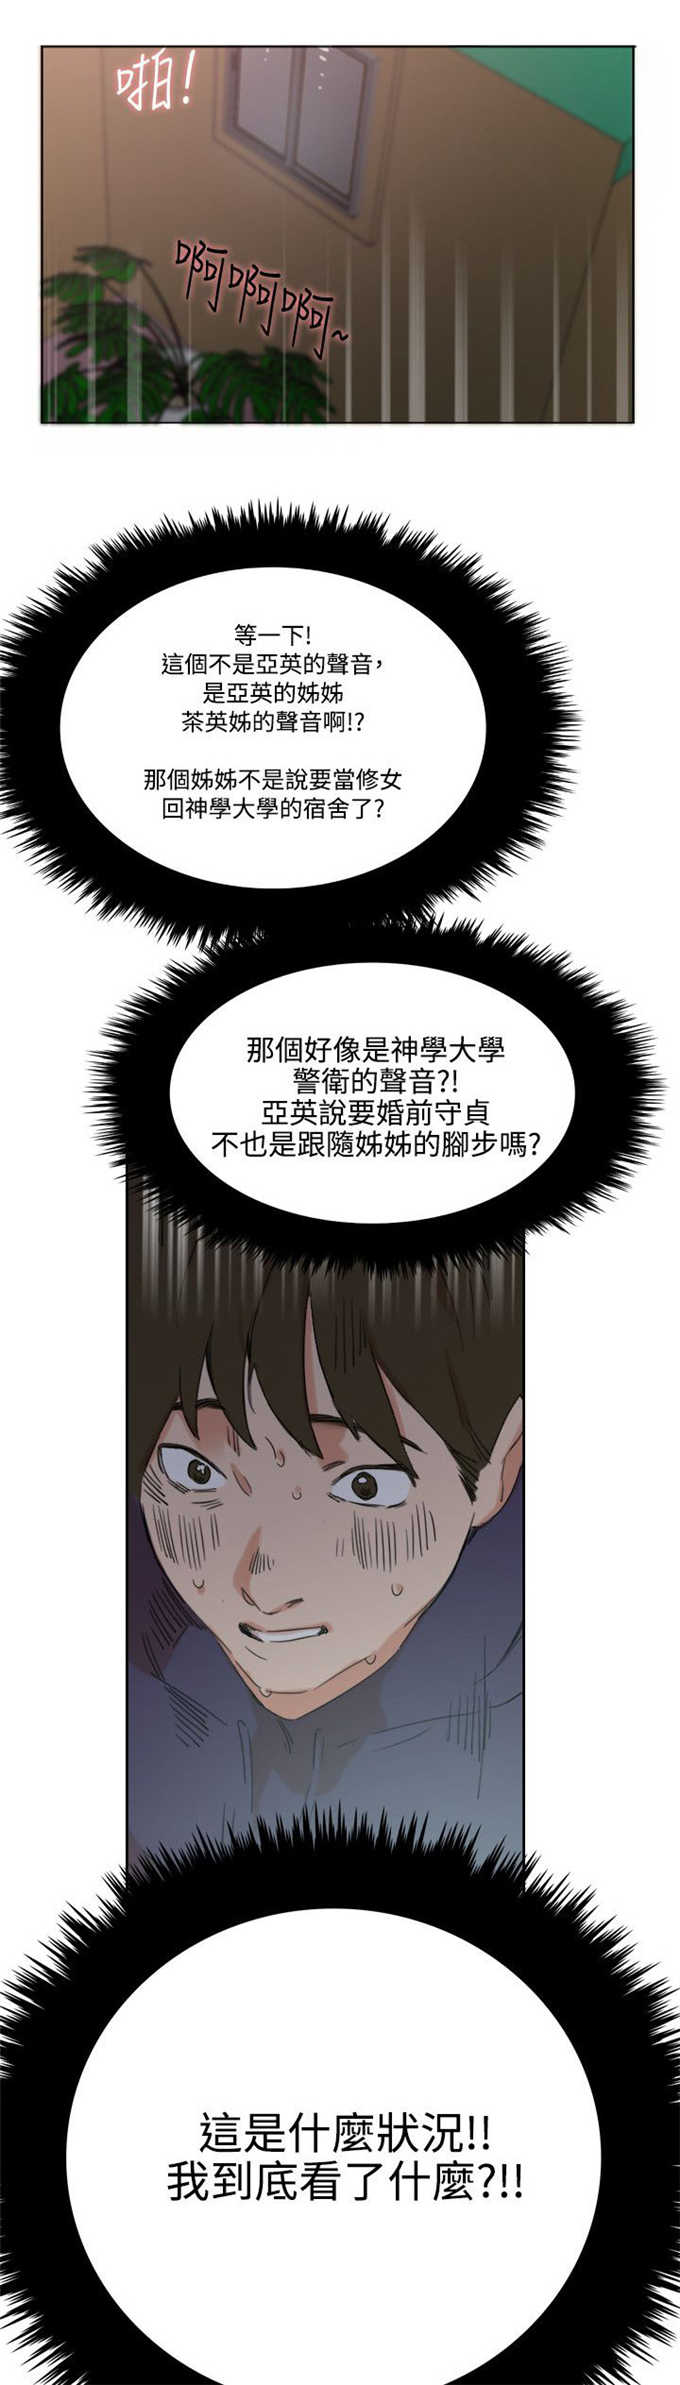 啪!
啊啊啊~
等一下!
這個不是亞英的聲音，
是亞英的姊姊
茶英姊的聲音啊!?
那個姊姊不是說要當修女
回神學大學的宿舍了?
那個好像是神學大學
警衛的聲音?!
亞英說要婚前守貞
不也是跟隨姊姊的腳步嗎?
這是什麼狀況!!
我到底看了什麼?!!